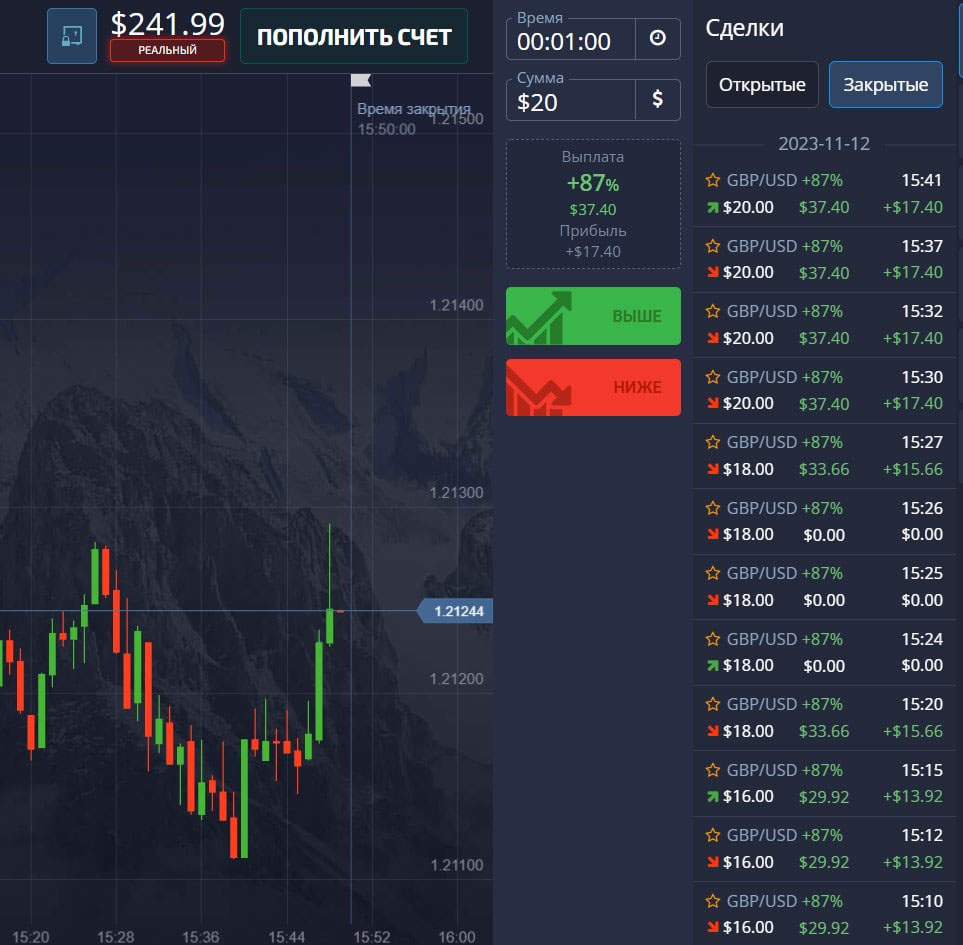 $241.99
РЕАЛЬНЫЙ
ПОПОЛНИТЬ СЧЕТ
Время закрытия
15:50:00
1.21500
1.21400
1.21300
1.21244
1.21200
1.21100
15:20 15:28 15:36 15:44 15:52 16:00
Время
00:01:00
Сумма
$20 $
Выплата
+87%
$37.40
Прибыль
+$17.40
ВЫШЕ
НИЖЕ
Сделки
Открытые Закрытые
2023-11-12
GBP/USD +87% 15:41
$20.00 $37.40 +$17.40
GBP/USD +87% 15:37
$20.00 $37.40 +$17.40
GBP/USD +87% 15:32
$20.00 $37.40 +$17.40
GBP/USD +87% 15:30
$20.00 $37.40 +$17.40
GBP/USD +87% 15:27
$18.00 $33.66 +$15.66
GBP/USD +87% 15:26
$18.00 $0.00 $0.00
GBP/USD +87% 15:25
$18.00 $0.00 $0.00
GBP/USD +87% 15:24
$18.00 $0.00 $0.00
GBP/USD +87% 15:20
$18.00 $33.66 +$15.66
GBP/USD +87% 15:15
$16.00 $29.92 +$13.92
GBP/USD +87% 15:12
$16.00 $29.92 +$13.92
GBP/USD +87% 15:10
$16.00 $29.92 +$13.92